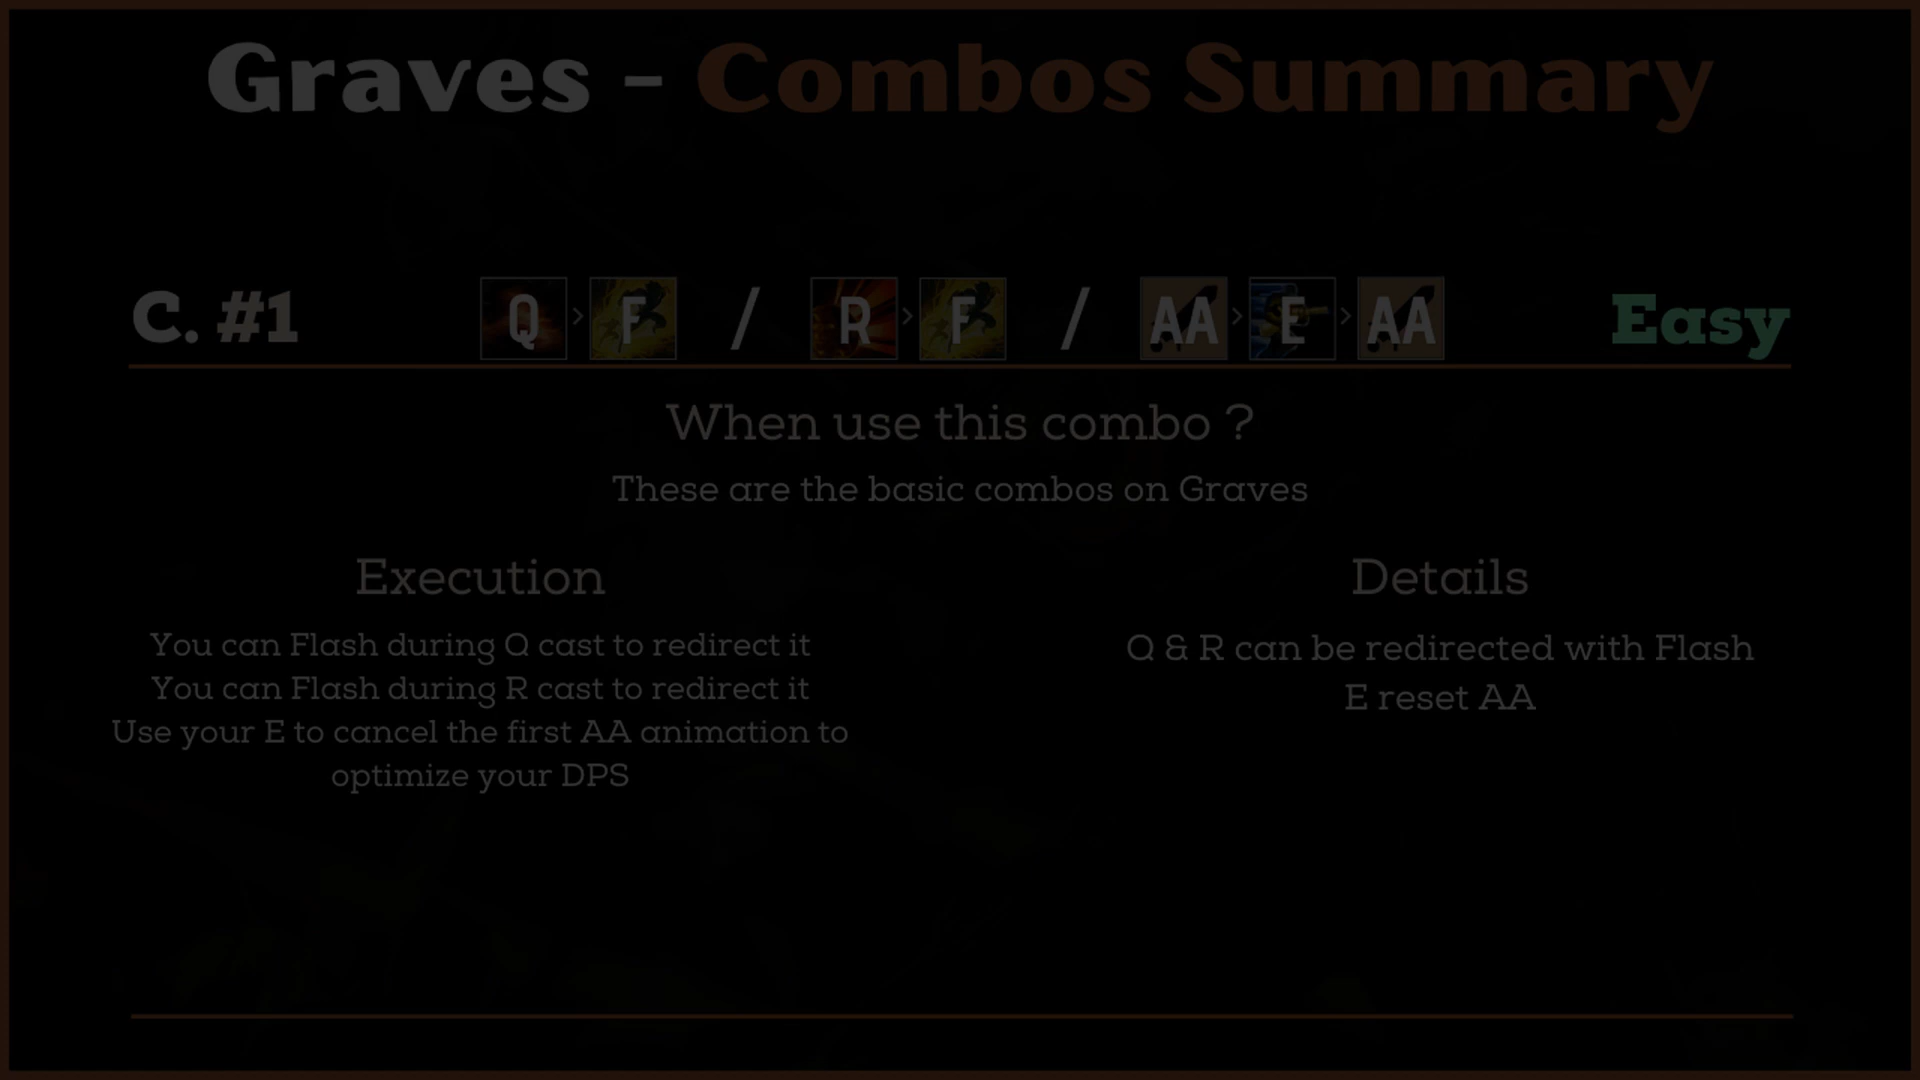 Graves - Combos Summary
C. #1 Q > F / R > F / AA > E > AA Easy
When use this combo ?
These are the basic combos on Graves
Execution
You can Flash during Q cast to redirect it
You can Flash during R cast to redirect it
Use your E to cancel the first AA animation to
optimize your DPS
Details
Q & R can be redirected with Flash
E reset AA